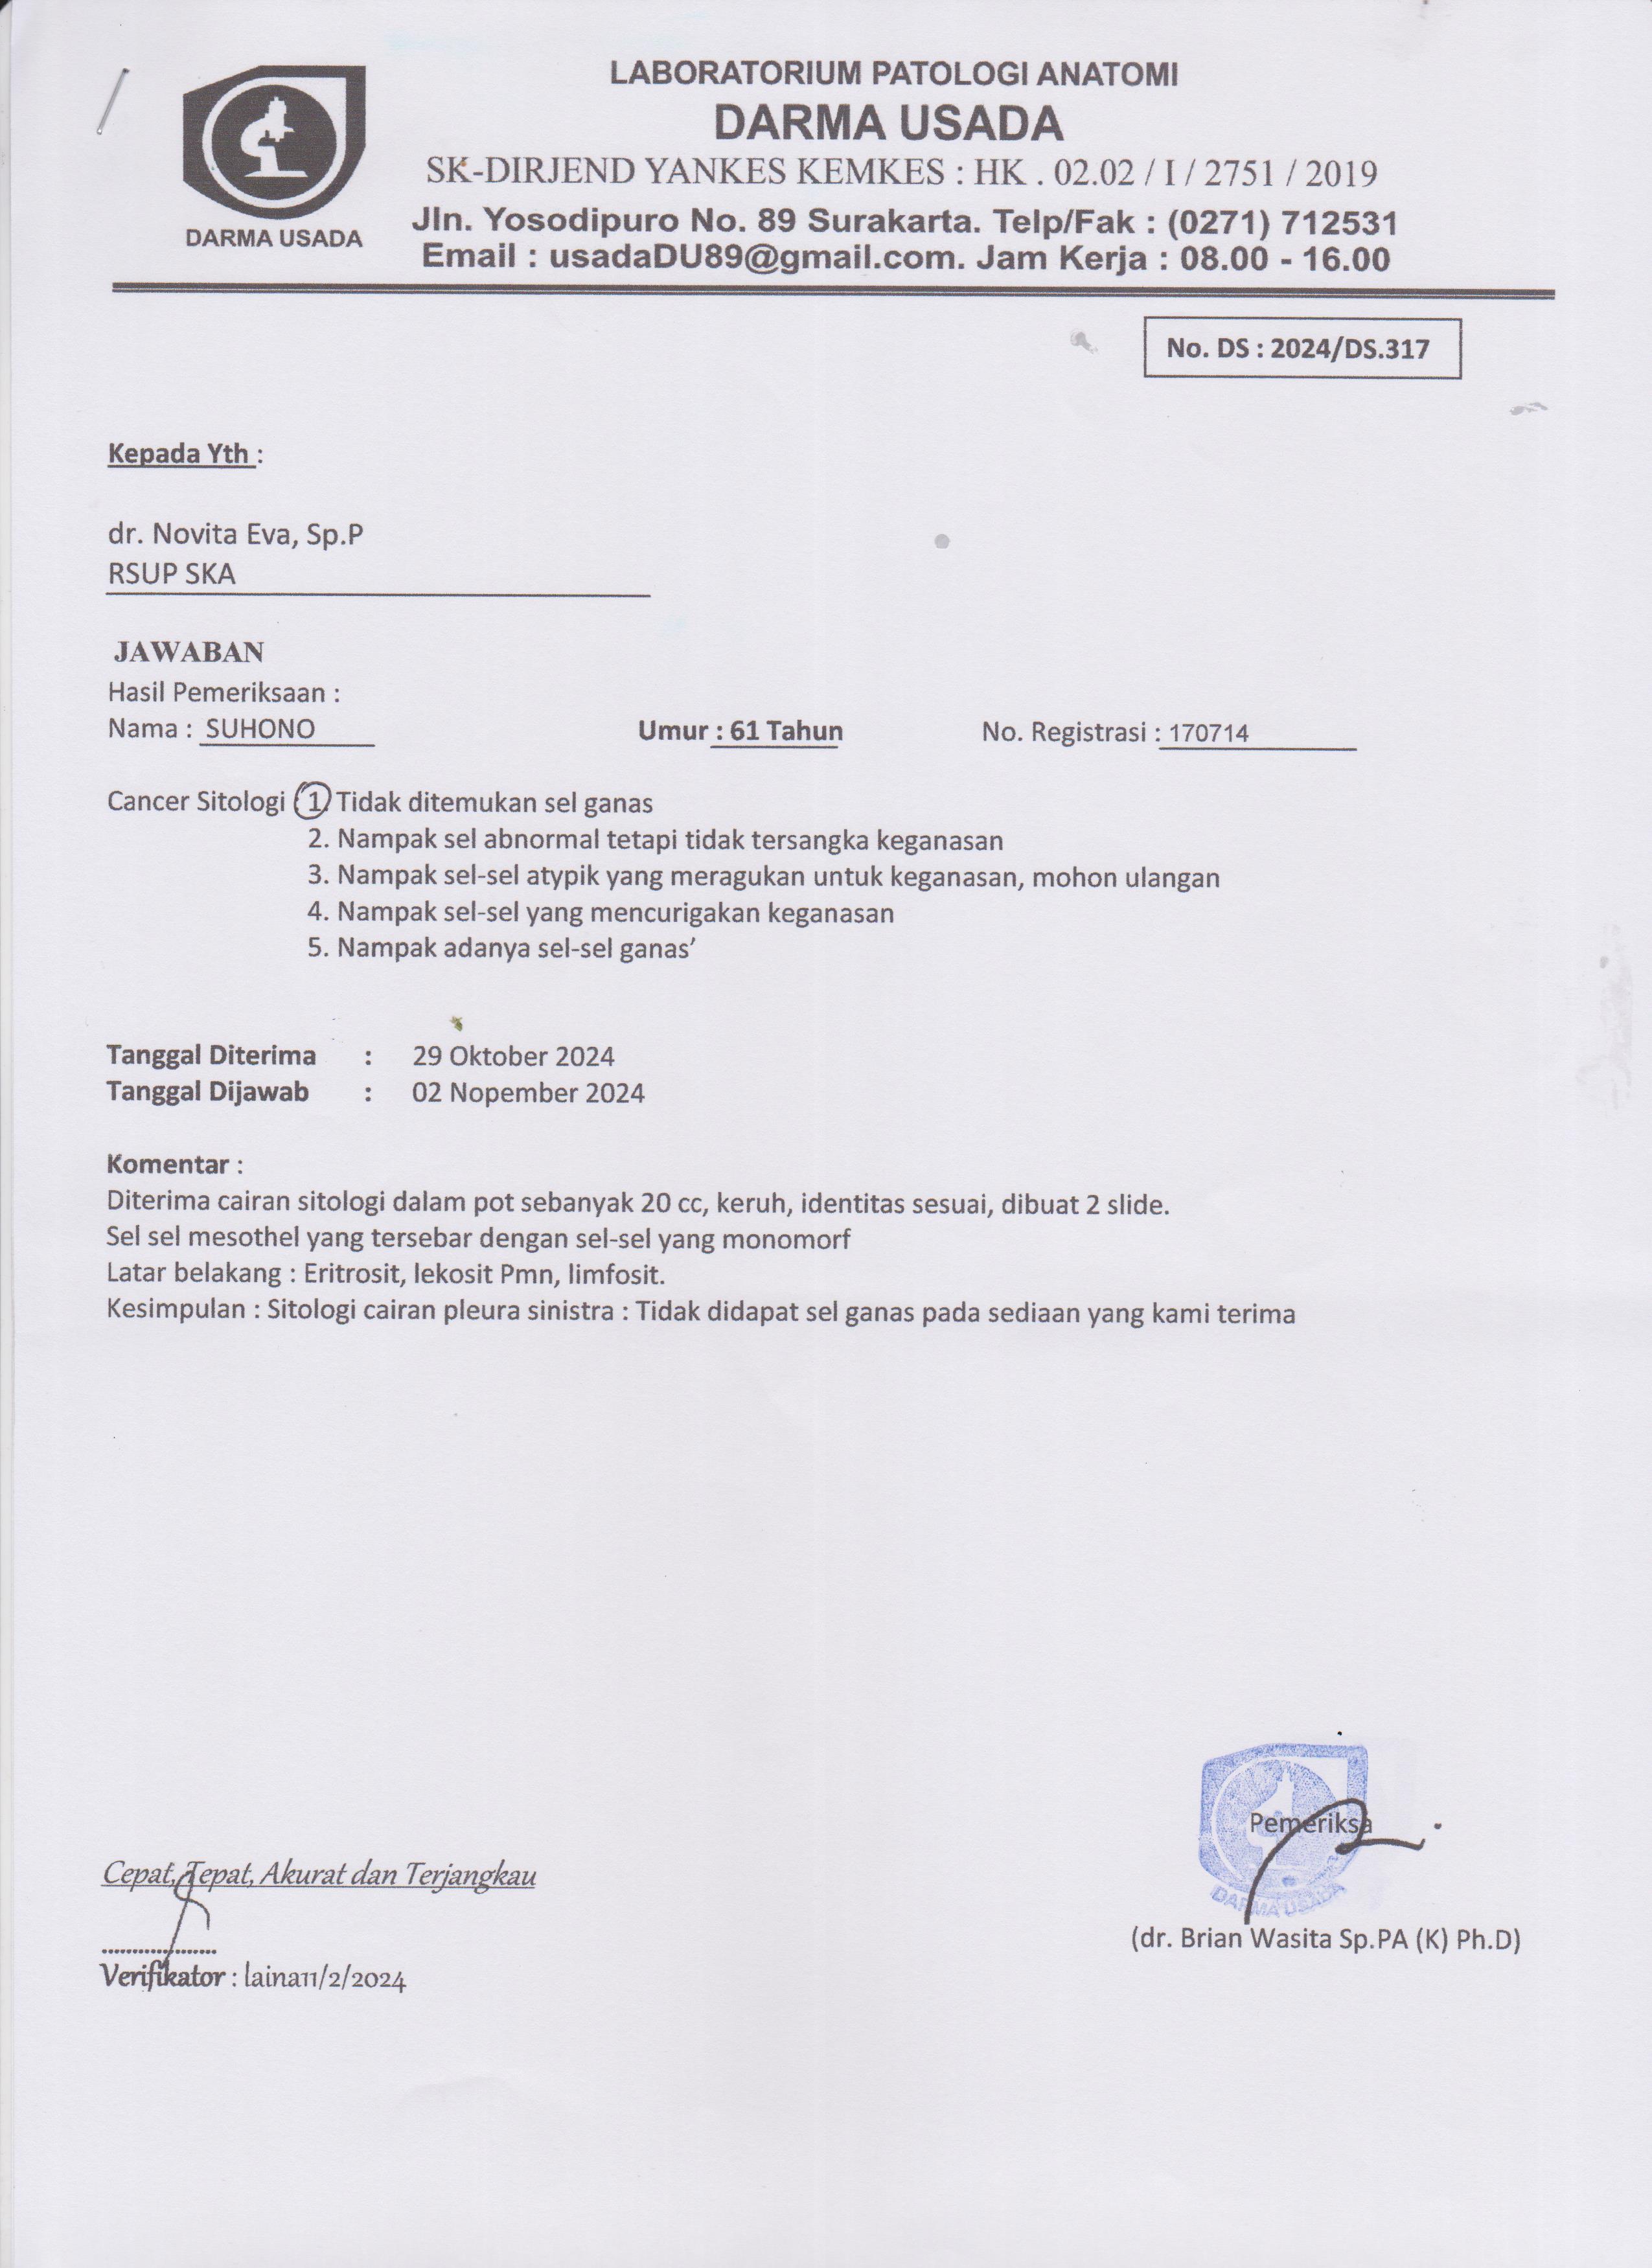 LABORATORIUM PATOLOGI ANATOMI
DARMA USADA
SK-DIRJEND YANKES KEMKES : HK . 02.02 / I / 2751 / 2019
Jln. Yosodipuro No. 89 Surakarta. Telp/Fak : (0271) 712531
Email : usadaDU89@gmail.com. Jam Kerja : 08.00 - 16.00
DARMA USADA
No. DS : 2024/DS.317
Kepada Yth :
dr. Novita Eva, Sp.P
RSUP SKA
JAWABAN
Hasil Pemeriksaan :
Nama : SUHONO Umur : 61 Tahun No. Registrasi : 170714
Cancer Sitologi 1. Tidak ditemukan sel ganas
2. Nampak sel abnormal tetapi tidak tersangka keganasan
3. Nampak sel-sel atypik yang meragukan untuk keganasan, mohon ulangan
4. Nampak sel-sel yang mencurigakan keganasan
5. Nampak adanya sel-sel ganas’
Tanggal Diterima : 29 Oktober 2024
Tanggal Dijawab : 02 Nopember 2024
Komentar :
Diterima cairan sitologi dalam pot sebanyak 20 cc, keruh, identitas sesuai, dibuat 2 slide.
Sel sel mesothel yang tersebar dengan sel-sel yang monomorf
Latar belakang : Eritrosit, lekosit Pmn, limfosit.
Kesimpulan : Sitologi cairan pleura sinistra : Tidak didapat sel ganas pada sediaan yang kami terima
Pemeriksa
DARMA USADA
(dr. Brian Wasita Sp.PA (K) Ph.D)
Cepat, Tepat, Akurat dan Terjangkau
....................
Verifikator : laina11/2/2024